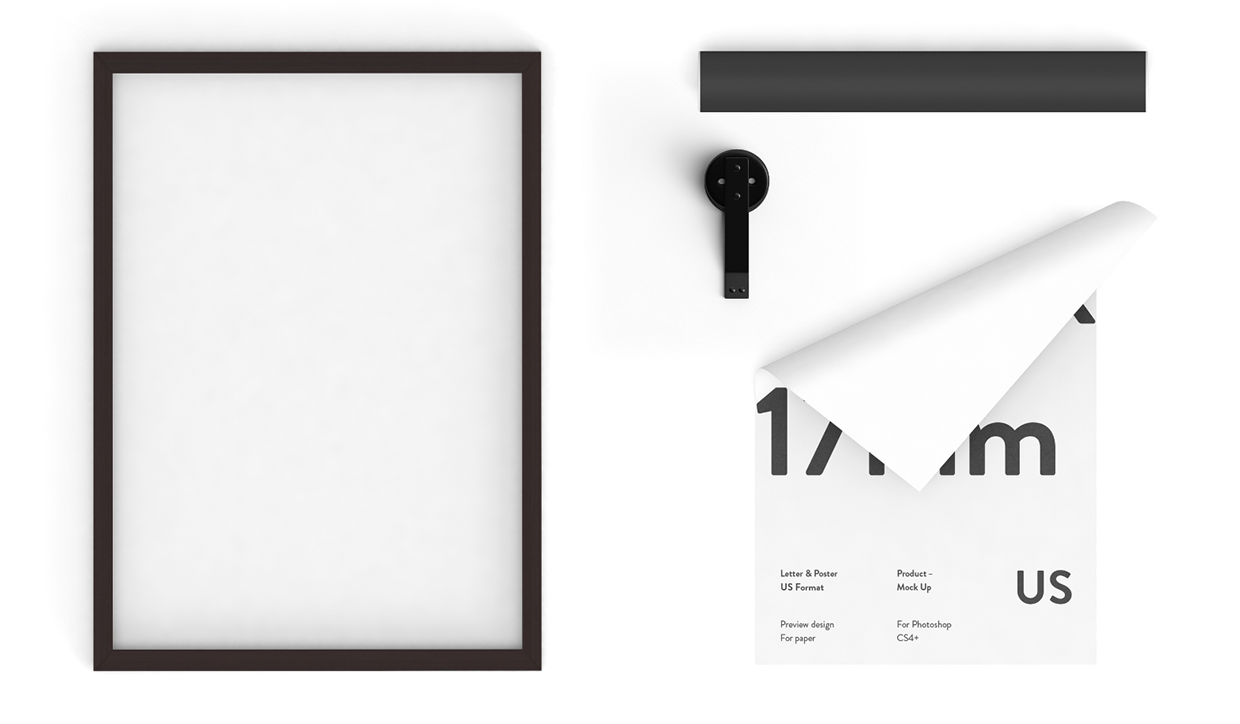 Letter & Poster
US Format
Product –
Mock Up
US
Preview design
For paper
For Photoshop
CS4+